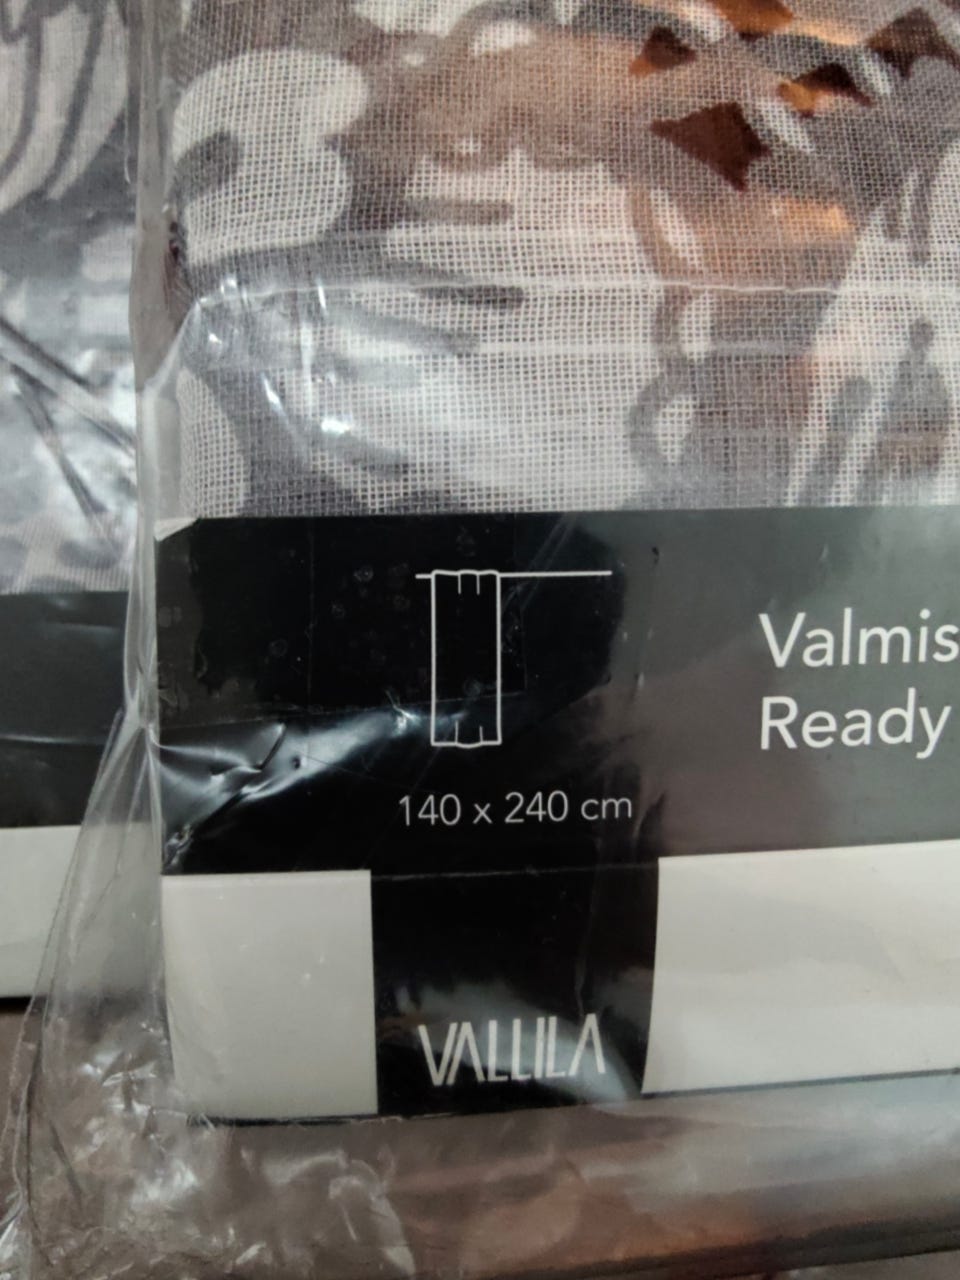 Valmis
Ready
140 x 240 cm
VALLILA